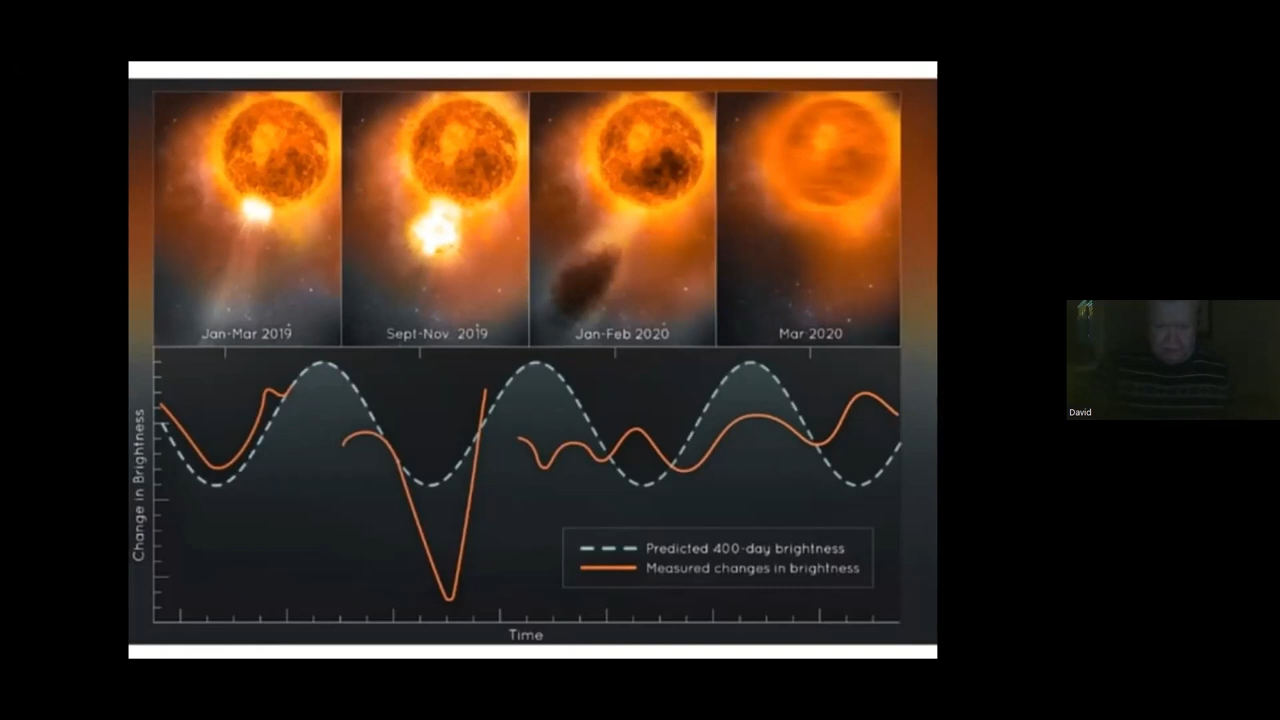 Jan-Mar 2019
Sept-Nov 2019
Jan-Feb 2020
Mar 2020
Change in Brightness
Predicted 400-day brightness
Measured changes in brightness
Time
David